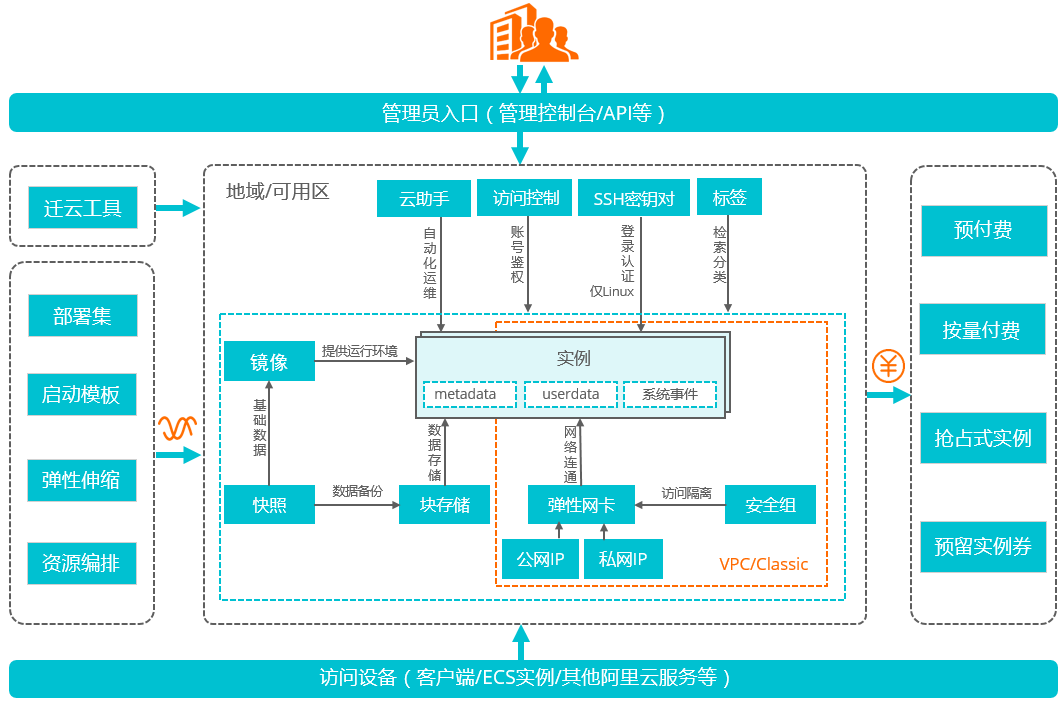 管理员入口（管理控制台/API等）
迁云工具
部署集
启动模板
弹性伸缩
资源编排
地域/可用区
云助手
访问控制
SSH密钥对
标签
自动化运维
账号鉴权
登录认证
仅Linux
检索分类
镜像
提供运行环境
实例
metadata
userdata
系统事件
基础数据
数据存储
网络连通
快照
数据备份
块存储
弹性网卡
访问隔离
安全组
公网IP
私网IP
VPC/Classic
¥
预付费
按量付费
抢占式实例
预留实例券
访问设备（客户端/ECS实例/其他阿里云服务等）